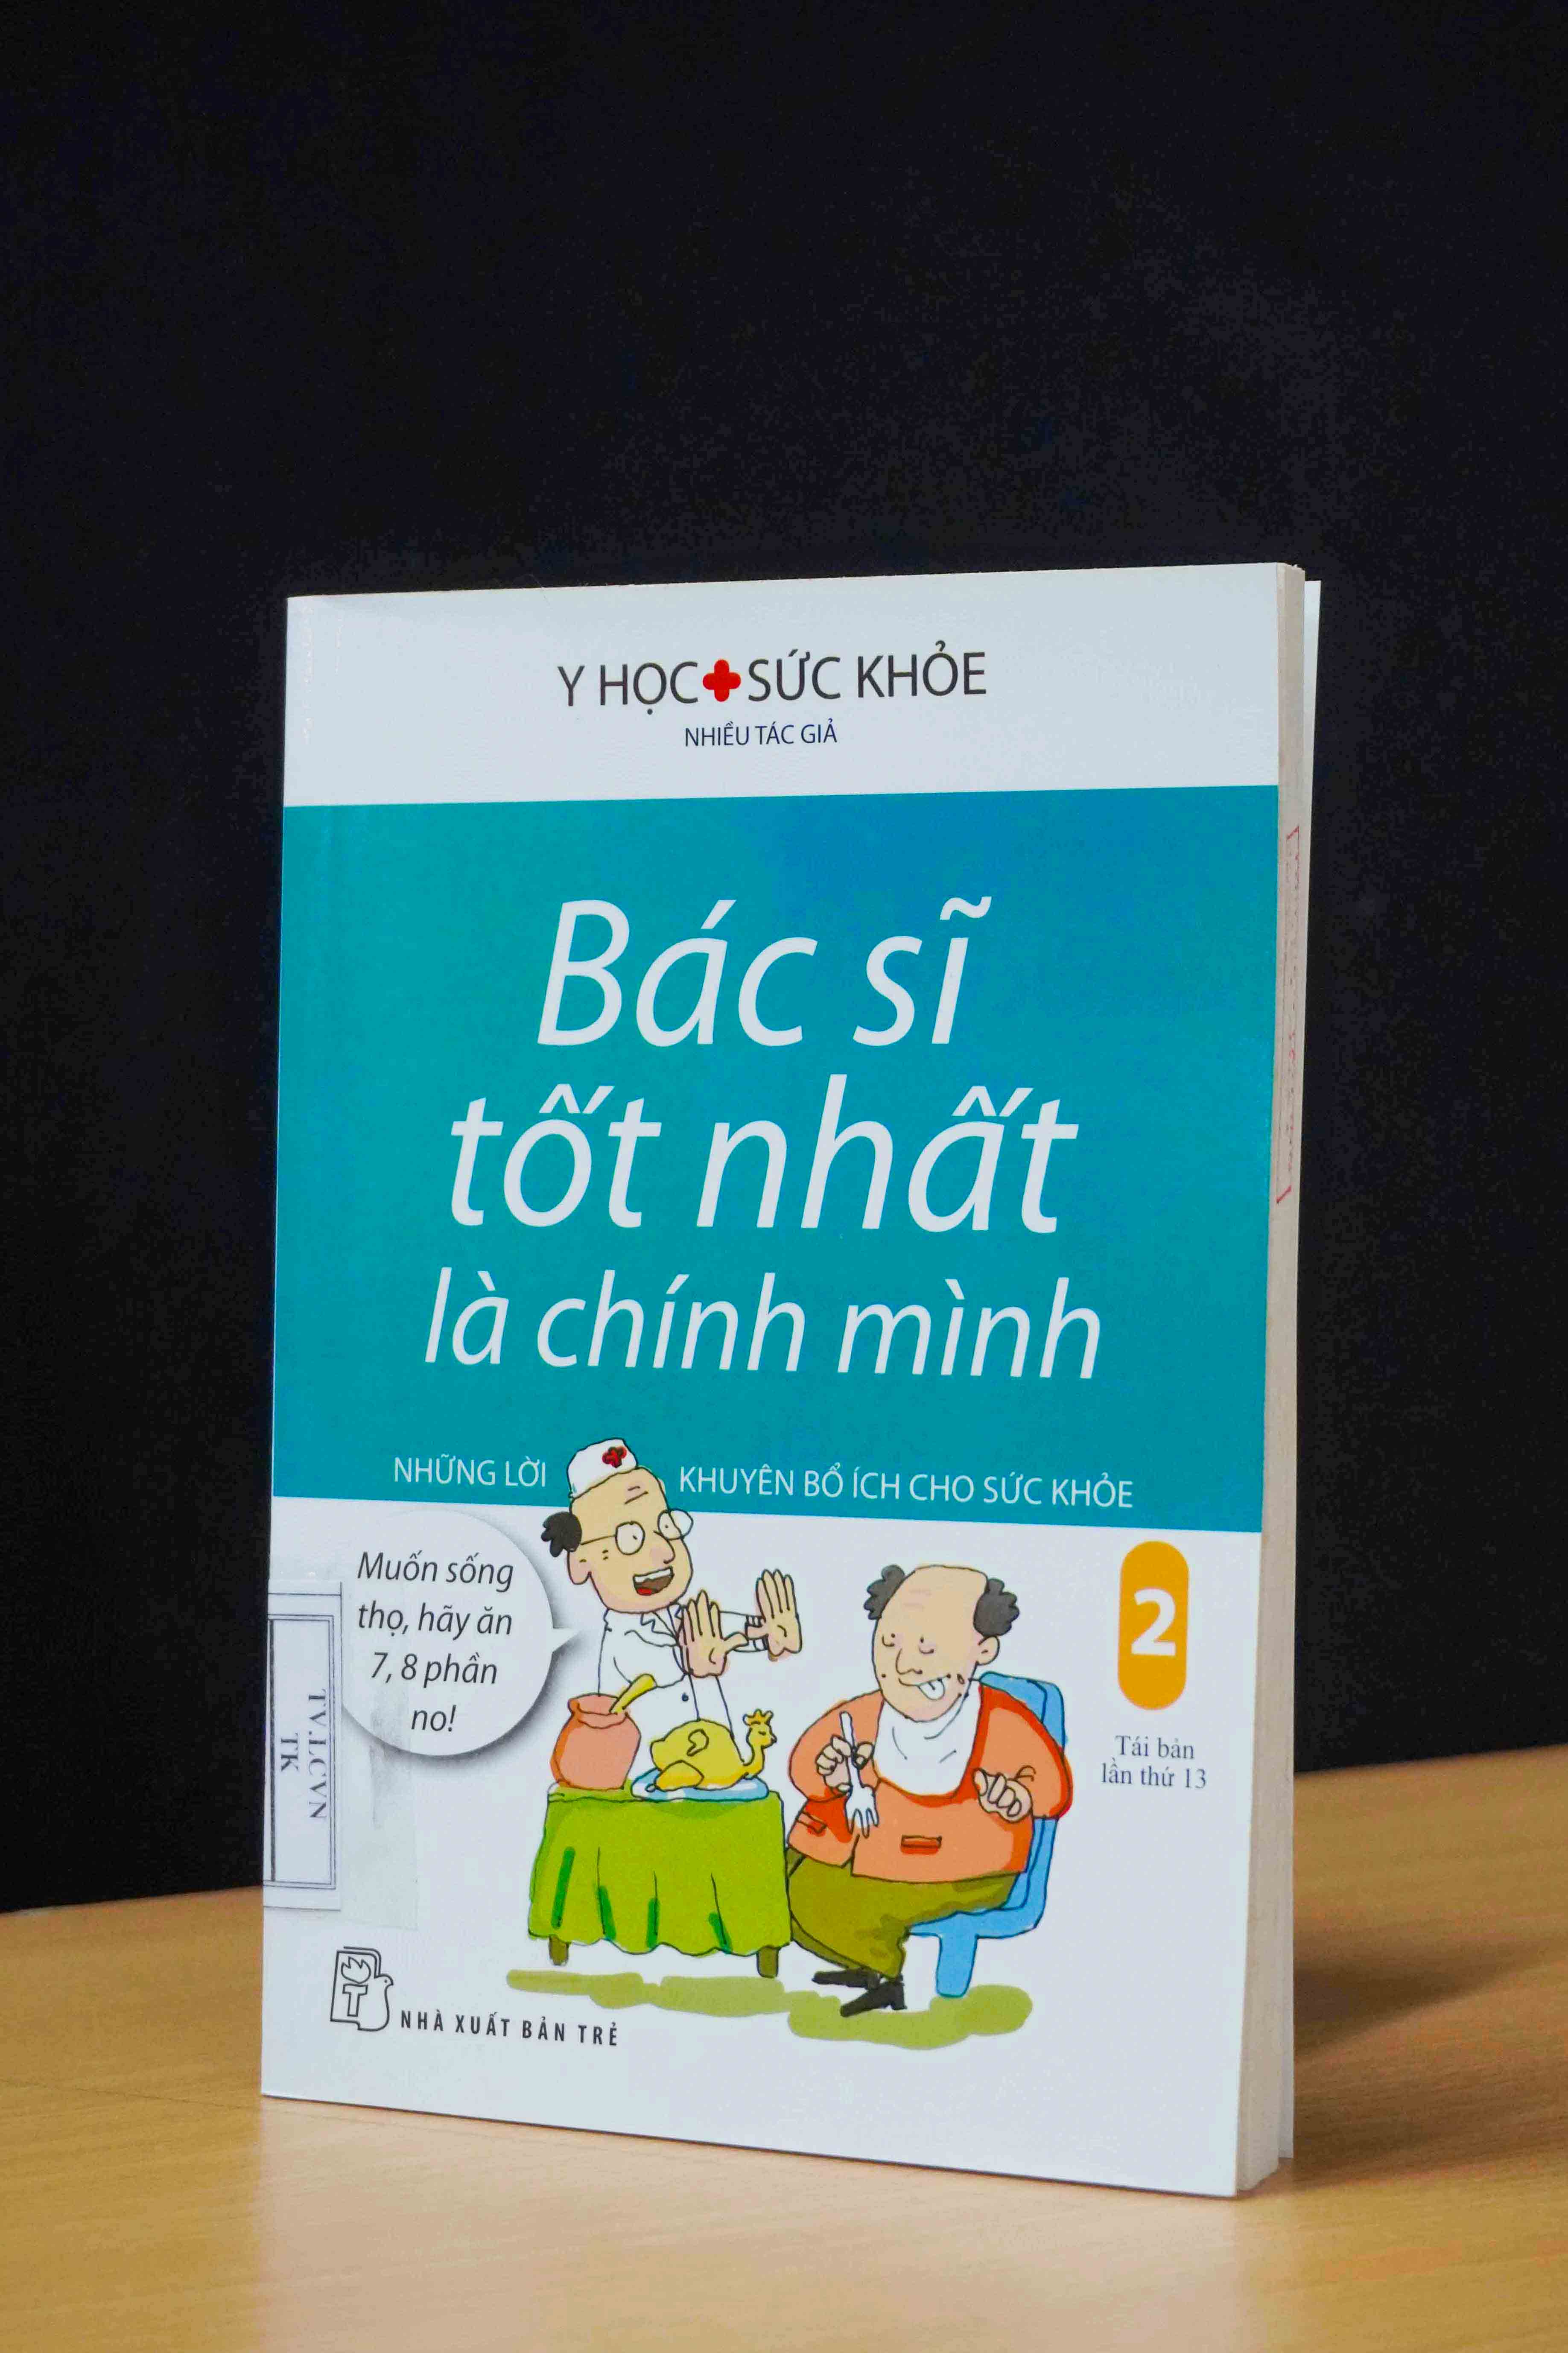 Y HỌC SỨC KHỎE
NHIỀU TÁC GIẢ
Bác sĩ
tốt nhất
là chính mình
NHỮNG LỜI KHUYÊN BỔ ÍCH CHO SỨC KHỎE
Muốn sống
thọ, hãy ăn
7, 8 phần
no!
2
Tái bản
lần thứ 13
TV.LCVN
TK
T
NHÀ XUẤT BẢN TRẺ